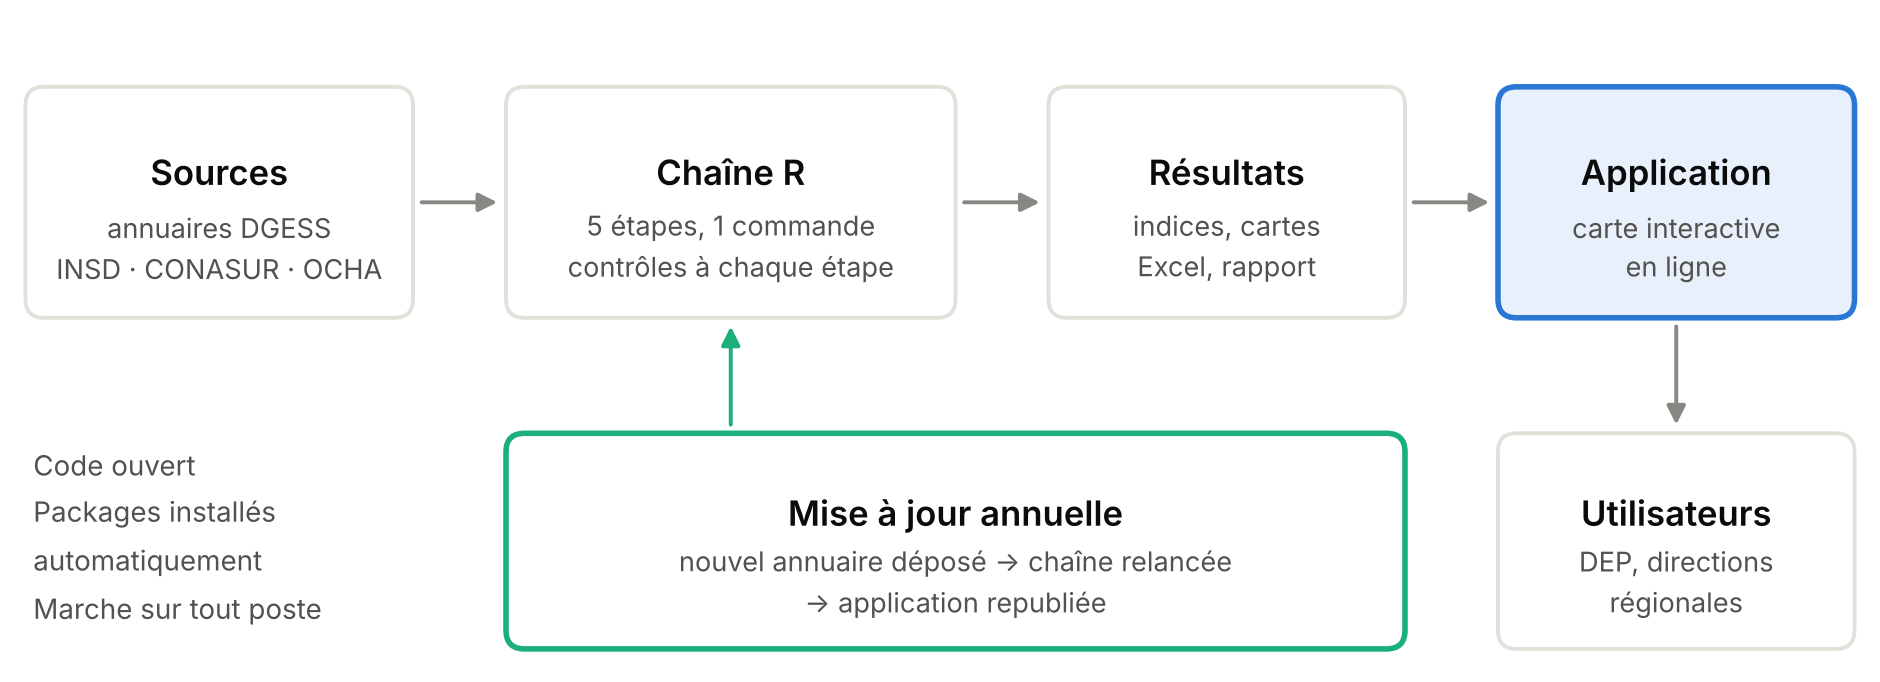 Sources
annuaires DGESS
INSD · CONASUR · OCHA
Chaîne R
5 étapes, 1 commande
contrôles à chaque étape
Résultats
indices, cartes
Excel, rapport
Application
carte interactive
en ligne
Code ouvert
Packages installés
automatiquement
Marche sur tout poste
Mise à jour annuelle
nouvel annuaire déposé → chaîne relancée
→ application republiée
Utilisateurs
DEP, directions
régionales